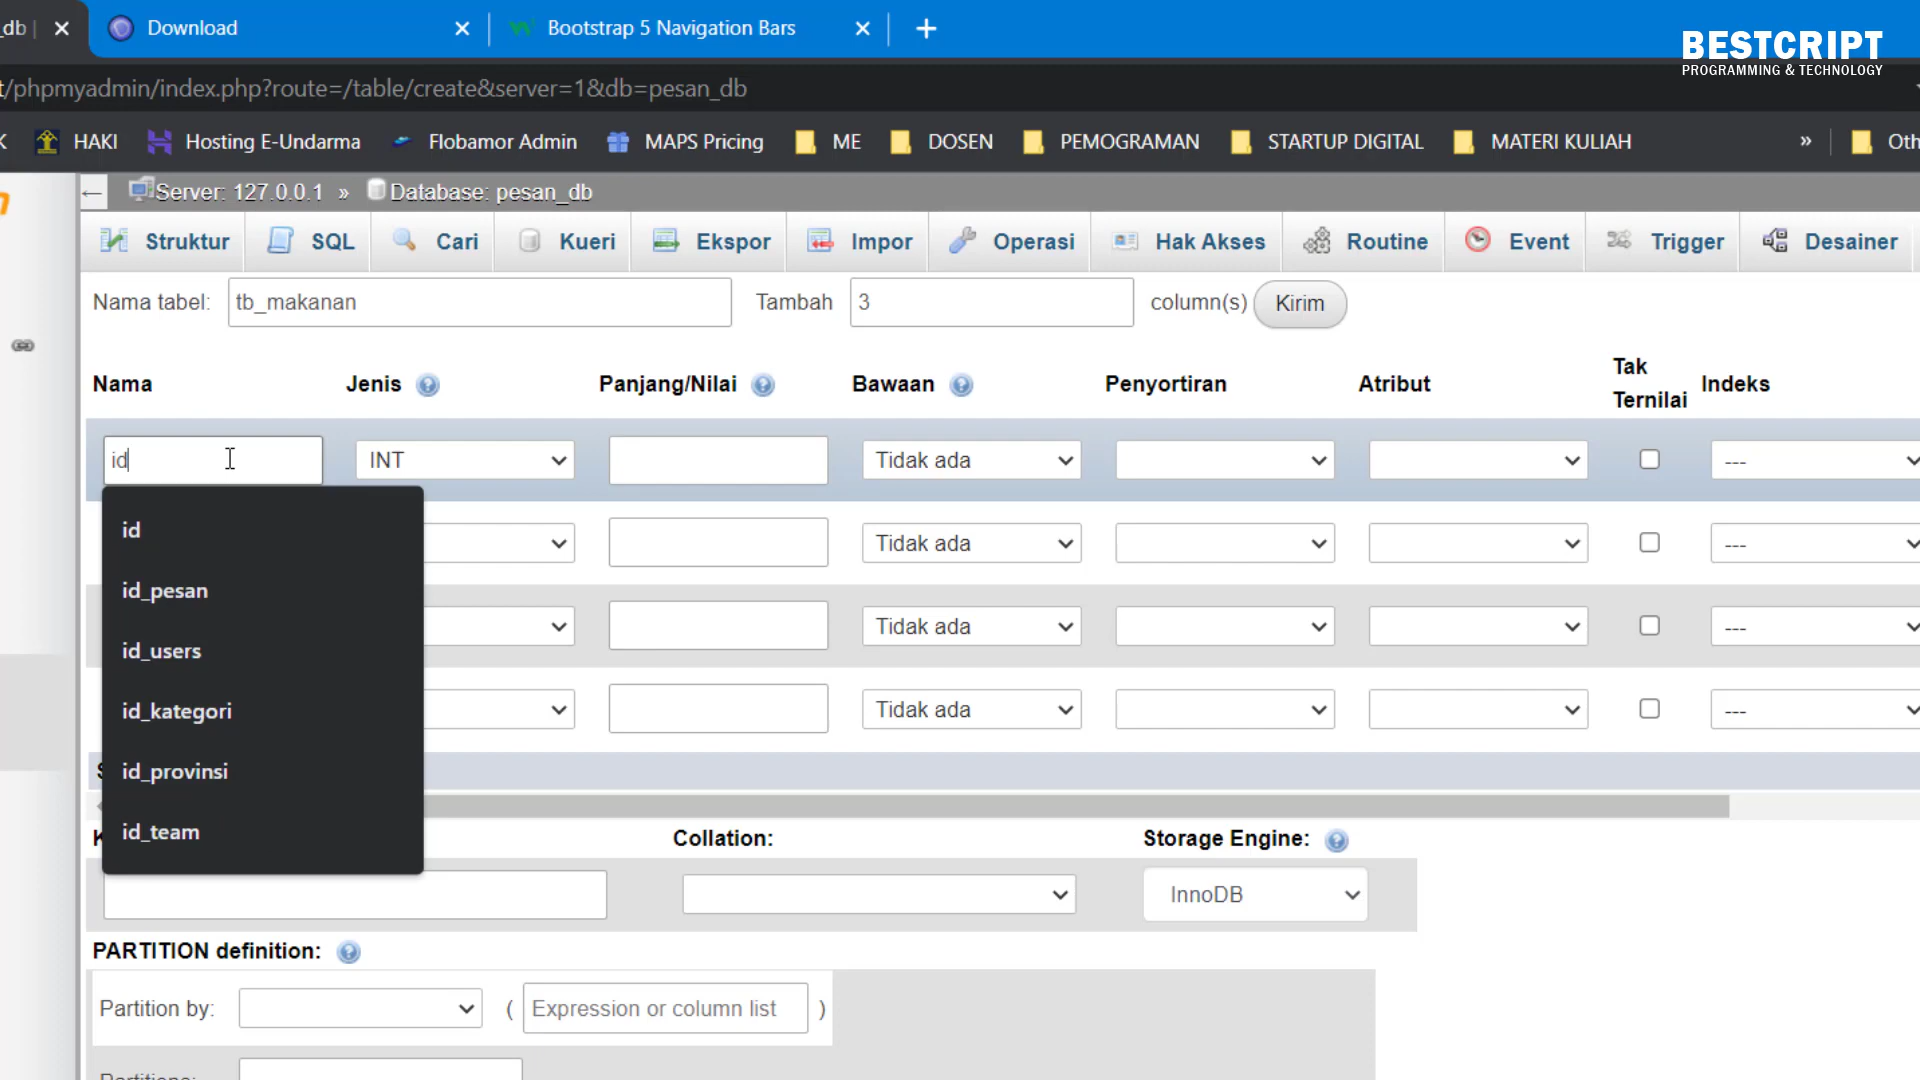 _db
Download
Bootstrap 5 Navigation Bars
BESTCRIPT
PROGRAMMING & TECHNOLOGY
t/phpmyadmin/index.php?route=/table/create&server=1&db=pesan_db
K
HAKI
Hosting E-Undarma
Flobamor Admin
MAPS Pricing
ME
DOSEN
PEMOGRAMAN
STARTUP DIGITAL
MATERI KULIAH
»
Oth
Server: 127.0.0.1 » Database: pesan_db
Struktur
SQL
Cari
Kueri
Ekspor
Impor
Operasi
Hak Akses
Routine
Event
Trigger
Desainer
Nama tabel: tb_makanan Tambah 3 column(s) Kirim
Nama
Jenis
Panjang/Nilai
Bawaan
Penyortiran
Atribut
Tak Ternilai
Indeks
id INT Tidak ada ---
Tidak ada ---
Tidak ada ---
Tidak ada ---
id
id_pesan
id_users
id_kategori
id_provinsi
id_team
Collation:
Storage Engine:
InnoDB
PARTITION definition:
Partition by: ( Expression or column list )
Partitions: